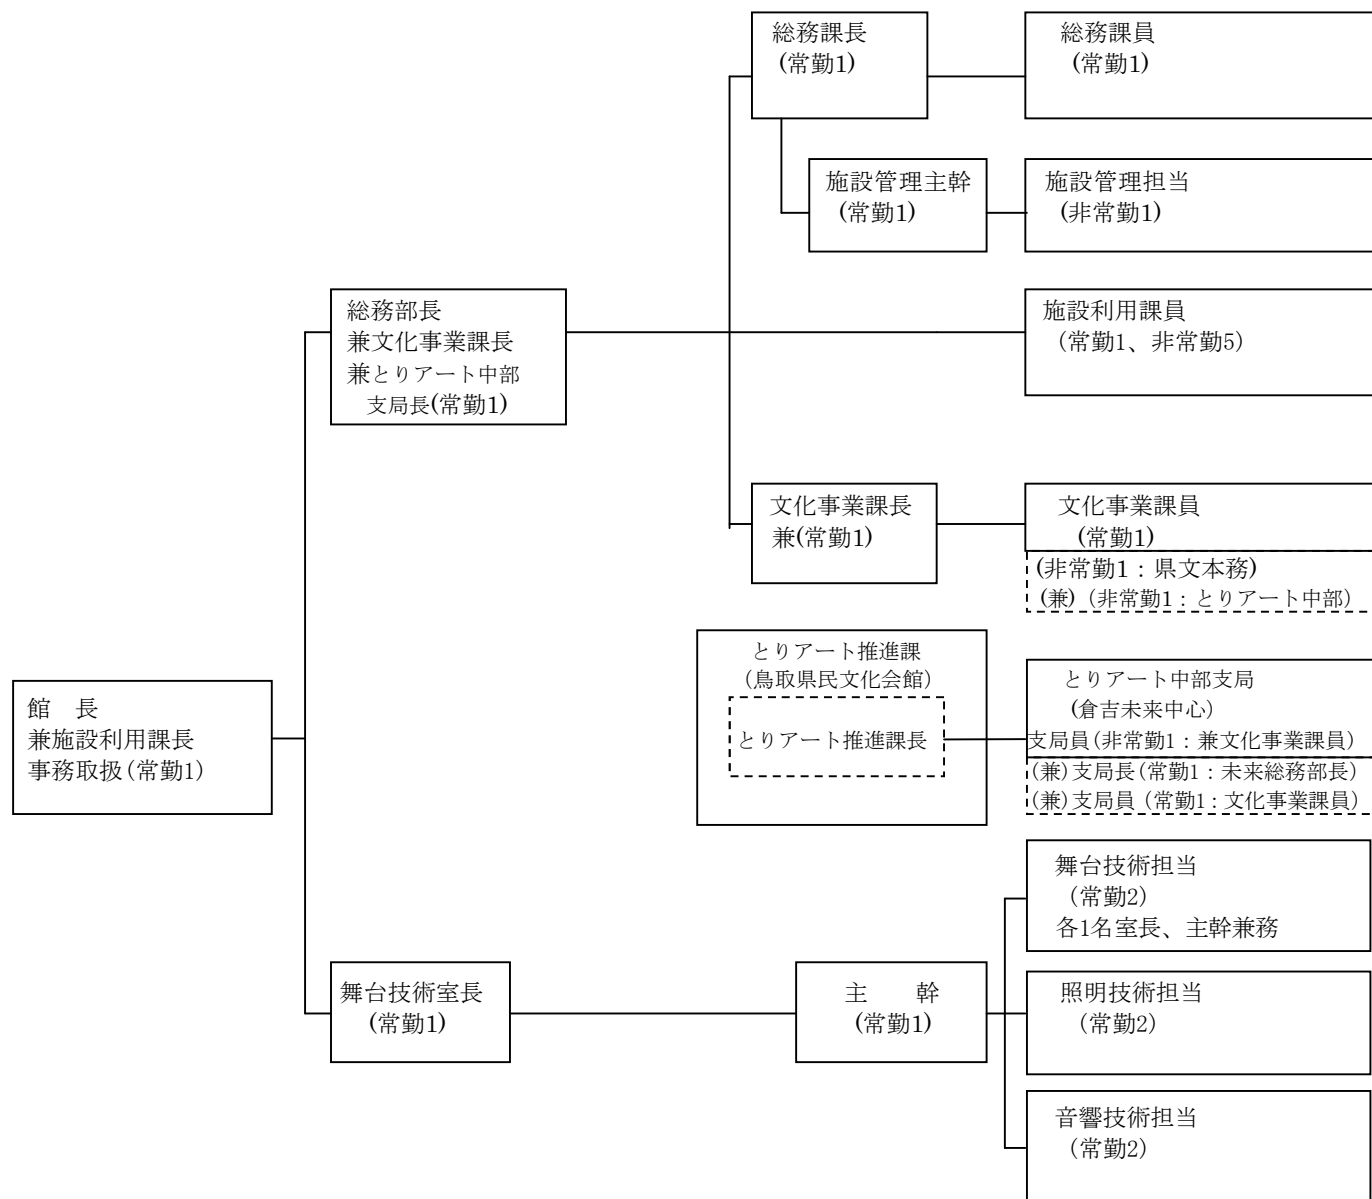 総務課長
(常勤1)
総務課員
(常勤1)
施設管理主幹
(常勤1)
施設管理担当
(非常勤1)
総務部長
兼文化事業課長
兼とりアート中部
支局長(常勤1)
施設利用課員
(常勤1、非常勤5)
文化事業課長
兼(常勤1)
文化事業課員
(常勤1)
(非常勤1：県文本務)
(兼)(非常勤1：とりアート中部)
とりアート推進課
(鳥取県民文化会館)
とりアート推進課長
とりアート中部支局
(倉吉未来中心)
支局員(非常勤1：兼文化事業課員)
(兼)支局長(常勤1：未来総務部長)
(兼)支局員(常勤1：文化事業課員)
館　長
兼施設利用課長
事務取扱(常勤1)
舞台技術室長
(常勤1)
主　　幹
(常勤1)
舞台技術担当
(常勤2)
各1名室長、主幹兼務
照明技術担当
(常勤2)
音響技術担当
(常勤2)